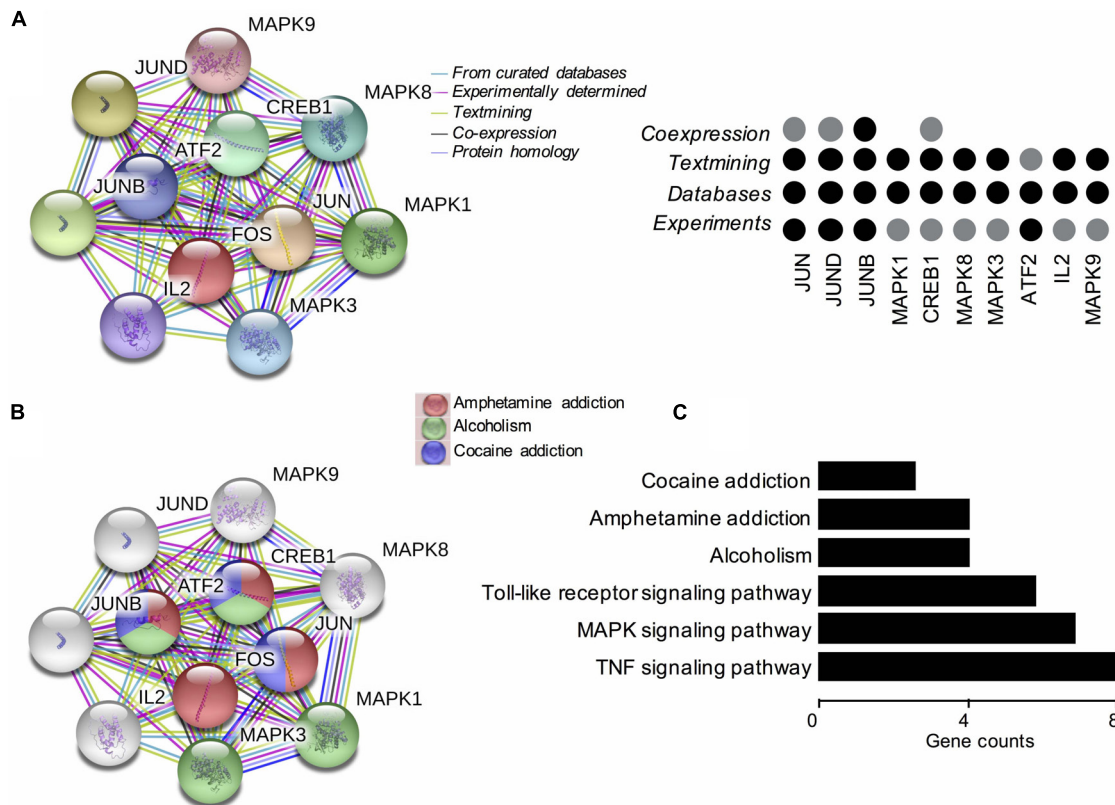 A
MAPK9
JUND
CREB1
MAPK8
ATF2
JUNB
JUN
MAPK1
FOS
IL2
MAPK3
From curated databases
Experimentally determined
Textmining
Co-expression
Protein homology
Coexpression
Textmining
Databases
Experiments
JUN
JUND
JUNB
MAPK1
CREB1
MAPK8
MAPK3
ATF2
IL2
MAPK9
B
Amphetamine addiction
Alcoholism
Cocaine addiction
MAPK9
JUND
CREB1
MAPK8
ATF2
JUNB
JUN
FOS
IL2
MAPK1
MAPK3
C
Cocaine addiction
Amphetamine addiction
Alcoholism
Toll-like receptor signaling pathway
MAPK signaling pathway
TNF signaling pathway
0 4 8
Gene counts